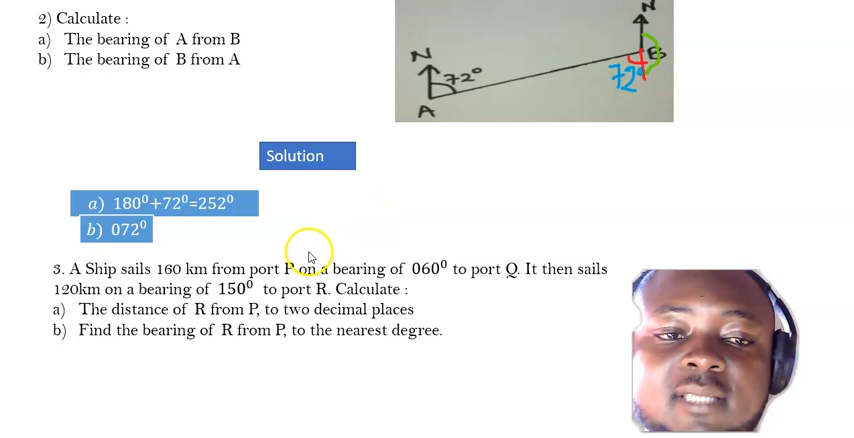 2) Calculate :
a) The bearing of A from B
b) The bearing of B from A
N
N
72⁰
B
72⁰
A
Solution
a) 180⁰+72⁰=252⁰
b) 072⁰
3. A Ship sails 160 km from port P on a bearing of 060⁰ to port Q. It then sails
120km on a bearing of 150⁰ to port R. Calculate :
a) The distance of R from P, to two decimal places
b) Find the bearing of R from P, to the nearest degree.